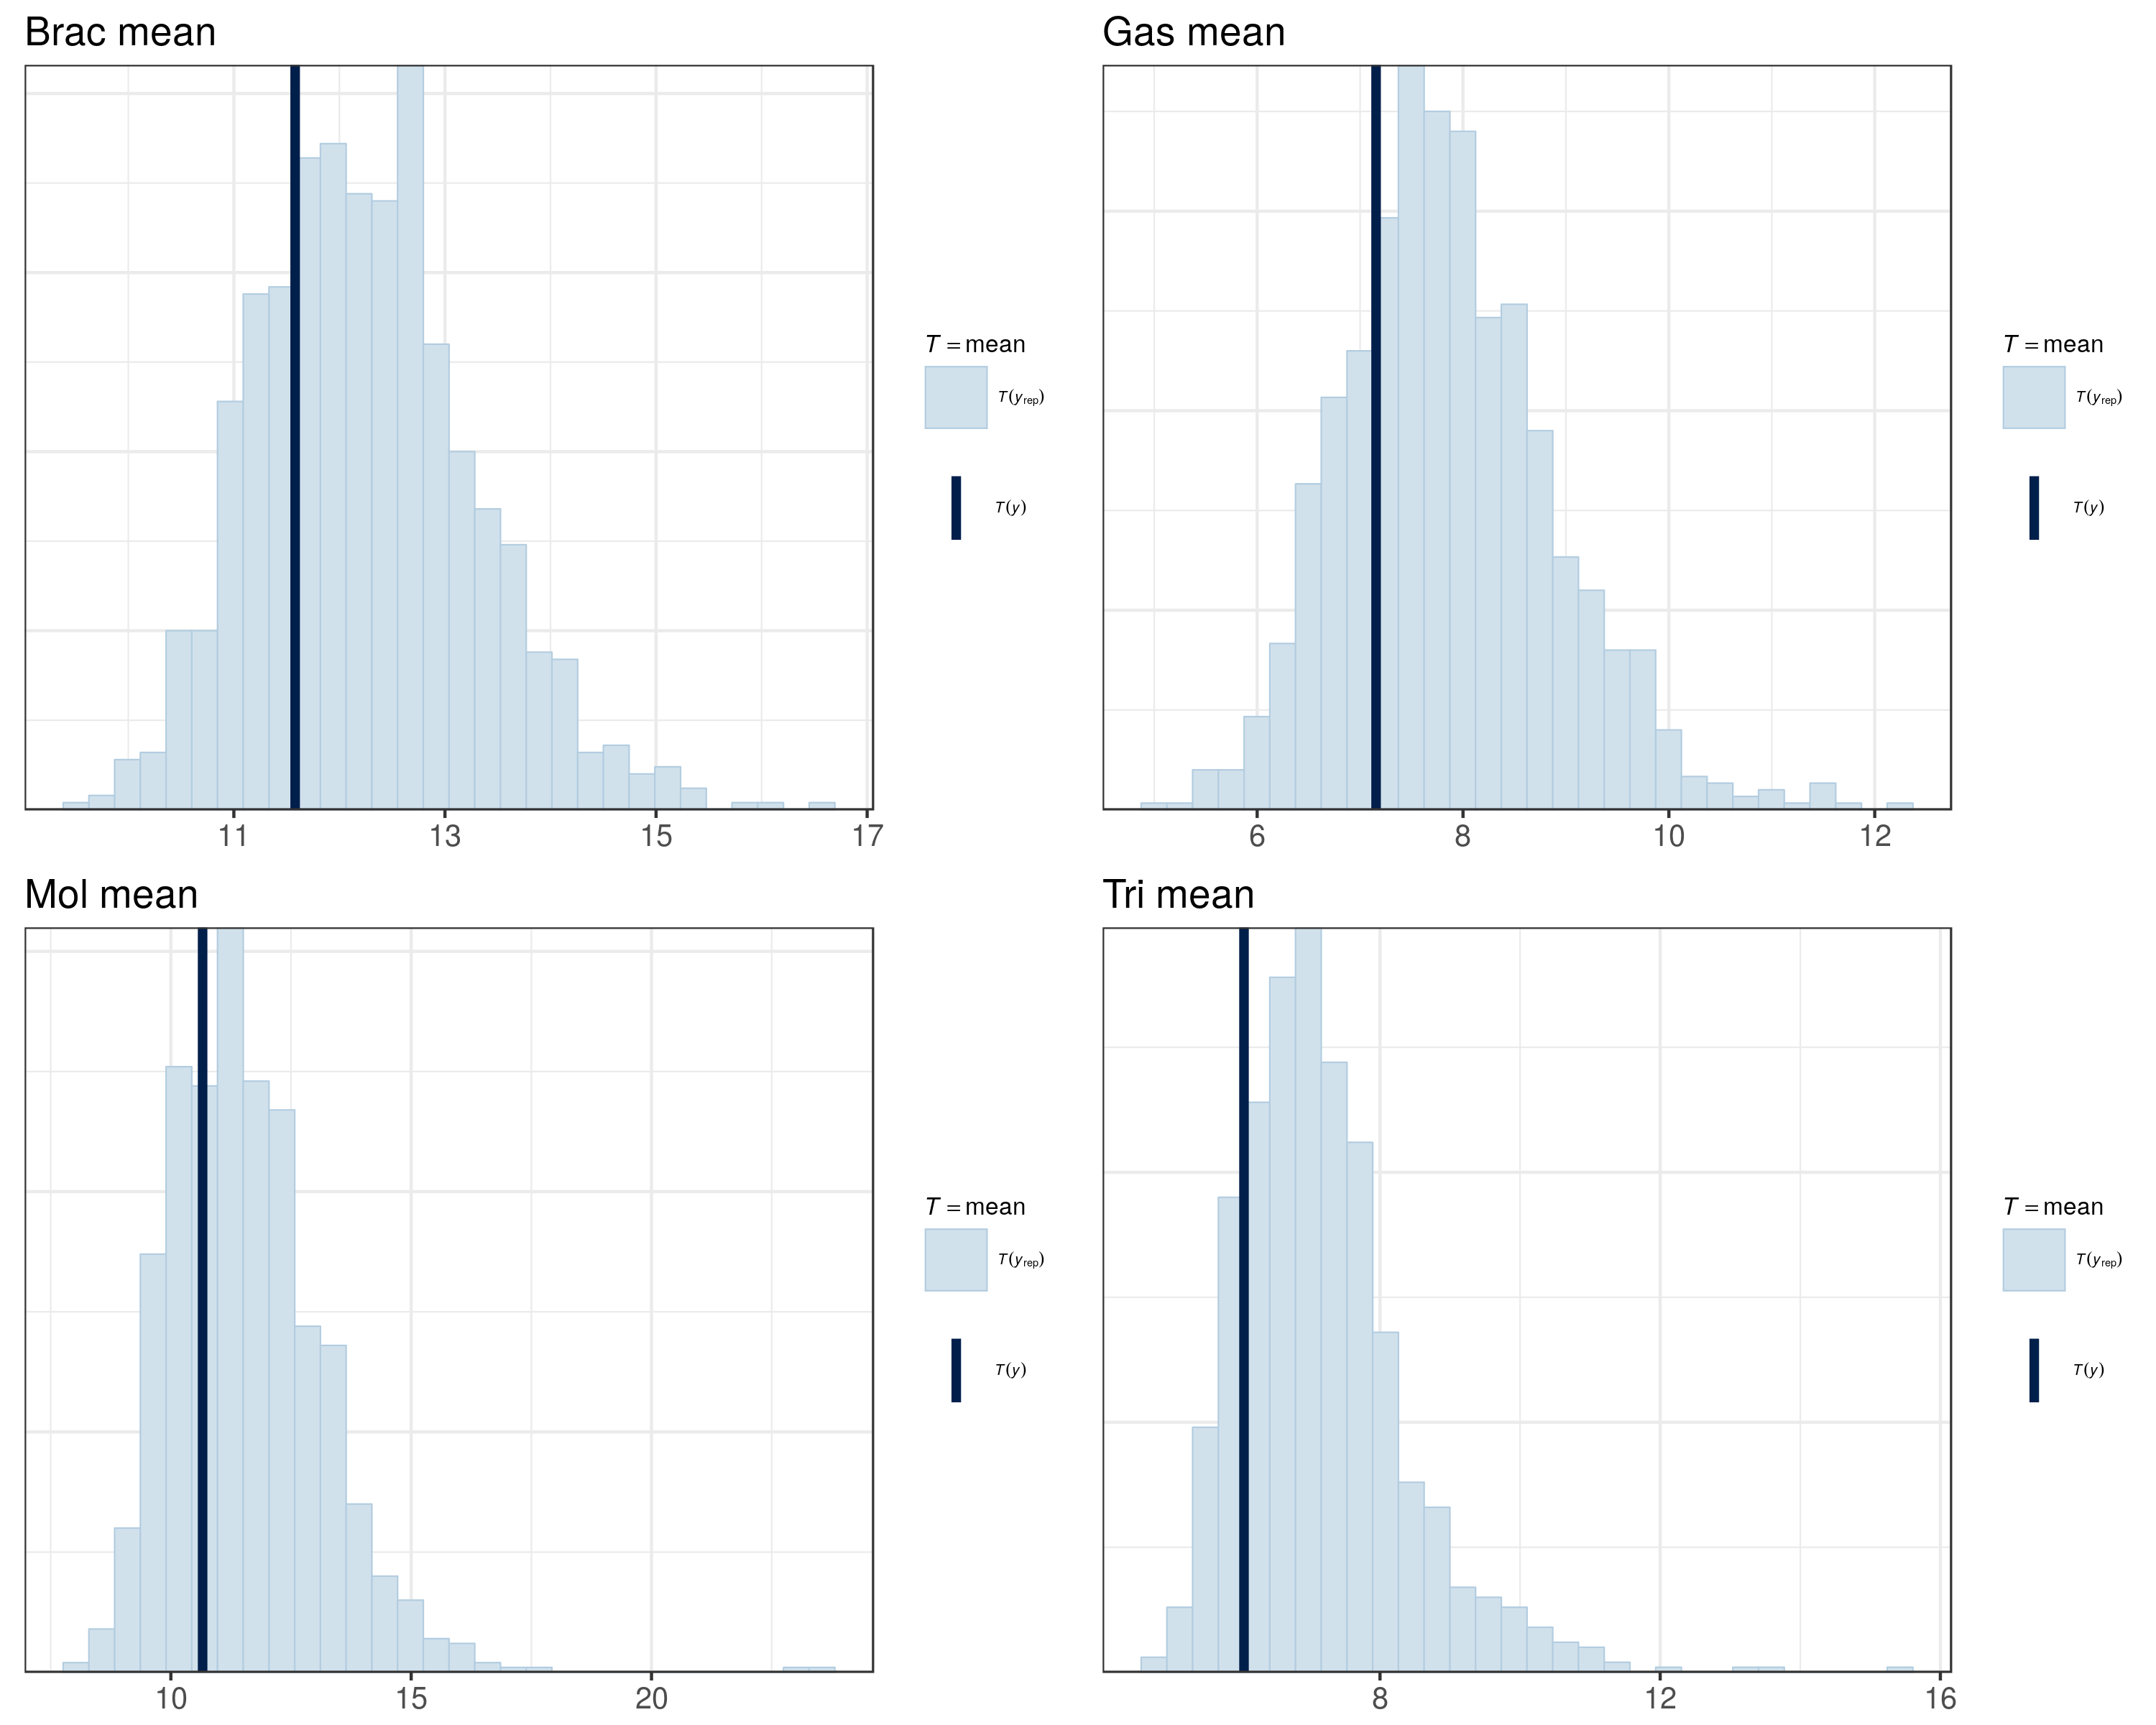 Brac mean
T = mean
T(yrep)
T(y)
11 13 15 17
Gas mean
T = mean
T(yrep)
T(y)
6 8 10 12
Mol mean
T = mean
T(yrep)
T(y)
10 15 20
Tri mean
T = mean
T(yrep)
T(y)
8 12 16